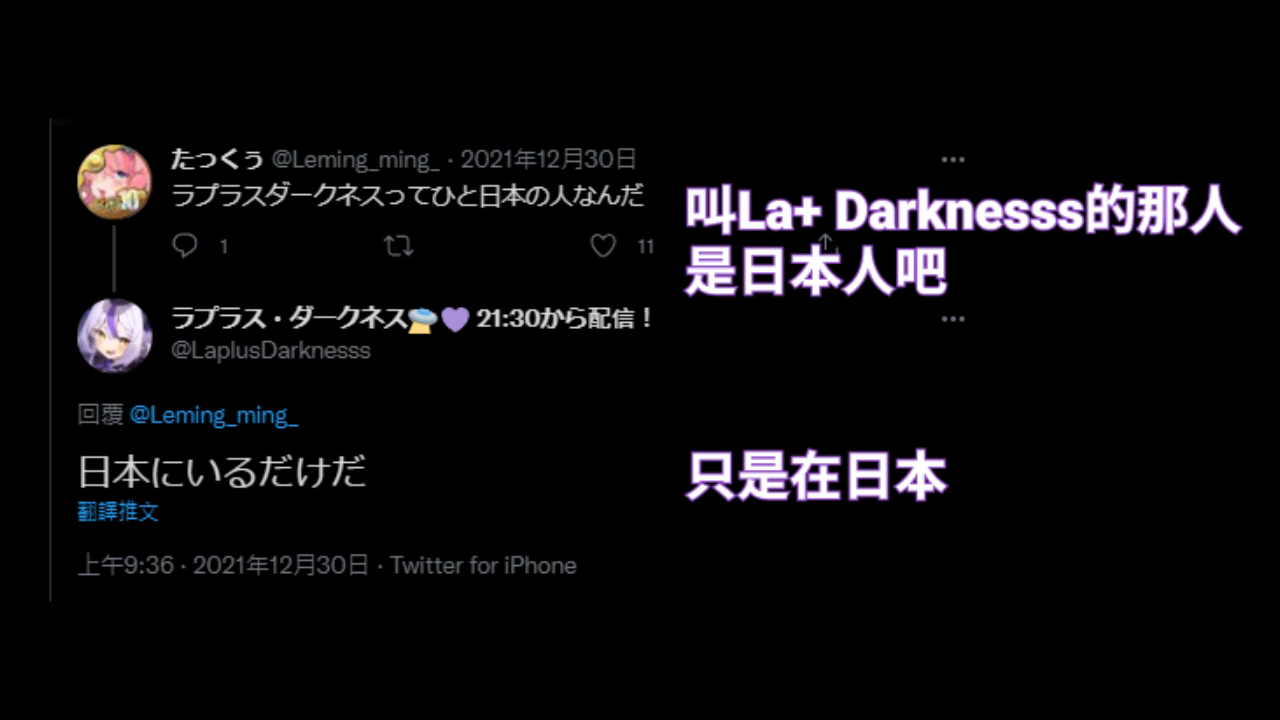 たっくぅ @Leming_ming_ · 2021年12月30日
ラプラスダークネスってひと日本の人なんだ
1 11
叫La+ Darknesss的那人
是日本人吧
ラプラス・ダークネス🛸💜 21:30から配信！
@LaplusDarknesss
回覆 @Leming_ming_
日本にいるだけだ
只是在日本
翻譯推文
上午9:36 · 2021年12月30日 · Twitter for iPhone